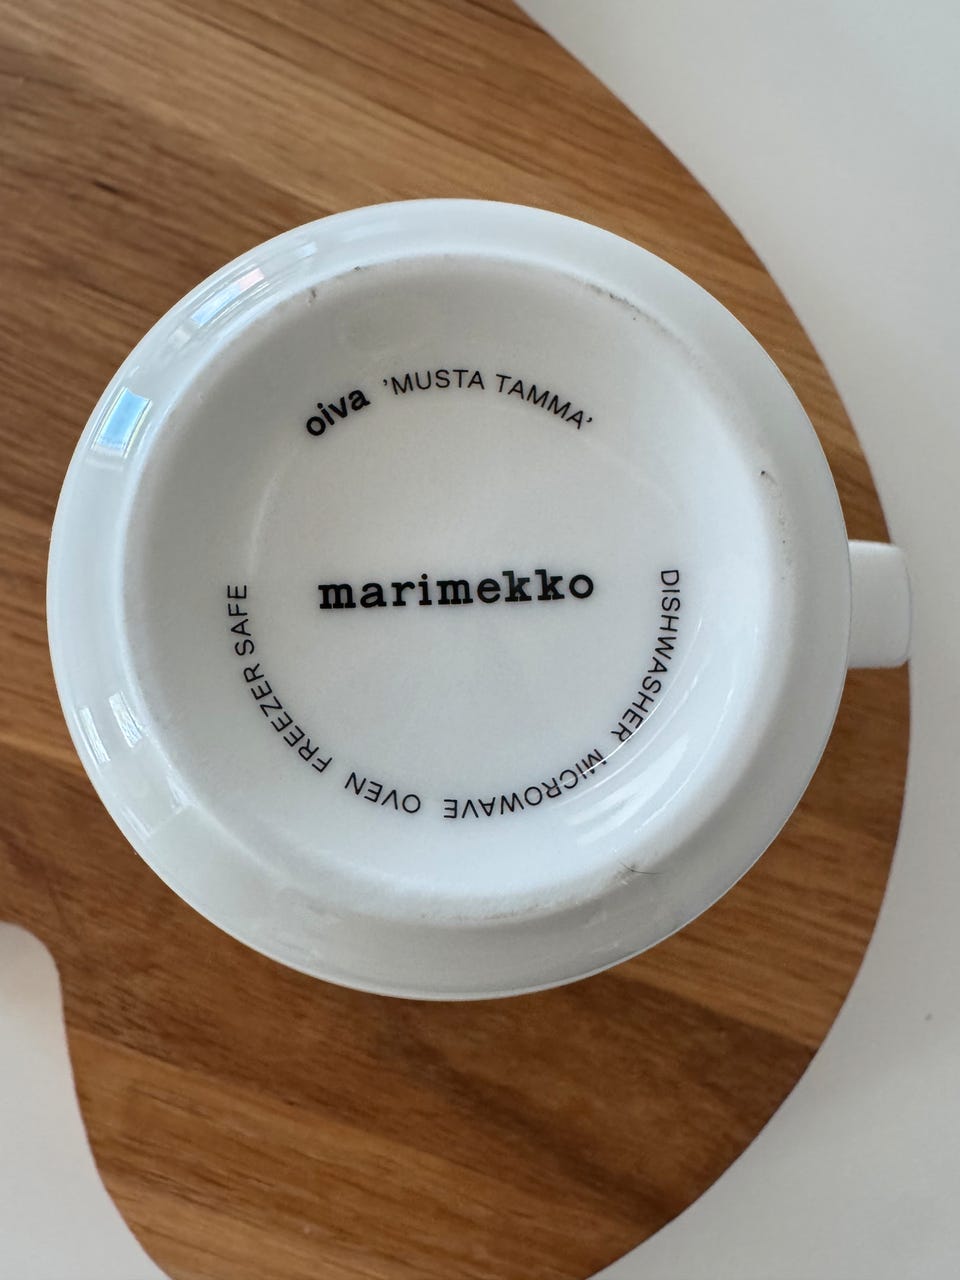 oiva ’MUSTA TAMMA’
marimekko
DISHWASHER MICROWAVE OVEN FREEZER SAFE